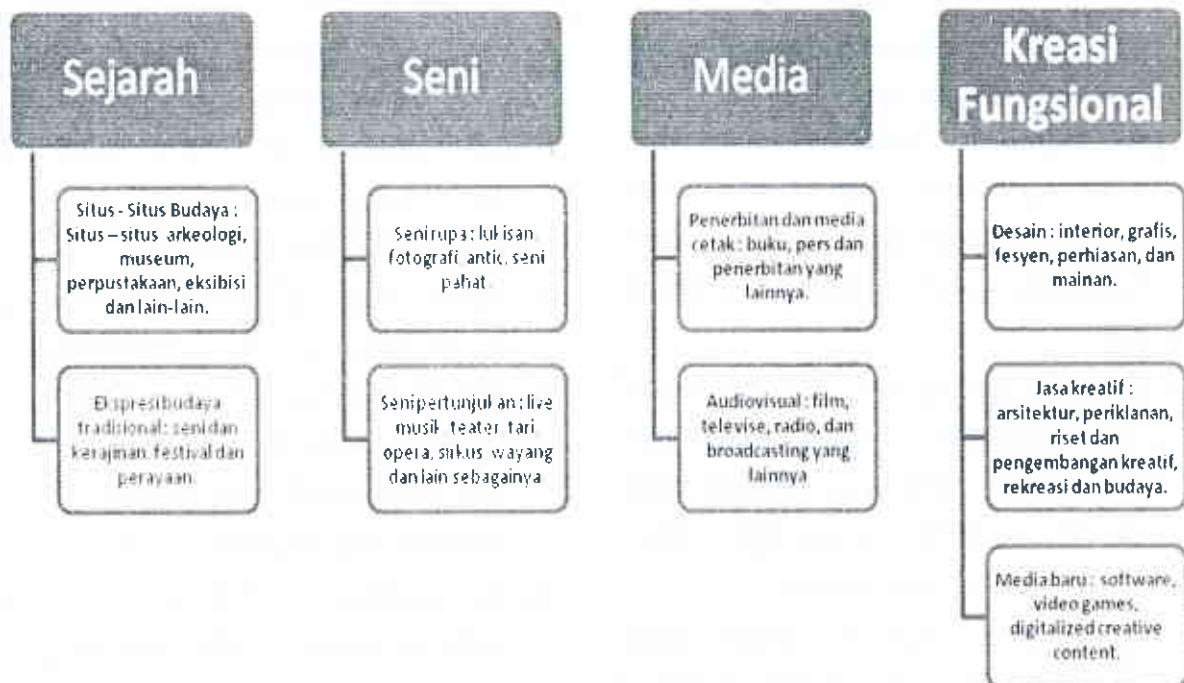 Sejarah
Situs - Situs Budaya :
Situs – situs arkeologi,
museum,
perpustakaan, eksibisi
dan lain-lain.
Ekspresi budaya
tradisional : seni dan
kerajinan, festival dan
perayaan.
Seni
Seni rupa : lukisan,
fotografi, antic, seni
pahat.
Seni pertunjukan : live
musik, teater, tari,
opera, sirkus, wayang
dan lain sebagainya
Media
Penerbitan dan media
cetak : buku, pers dan
penerbitan yang
lainnya.
Audiovisual : film,
televise, radio, dan
broadcasting yang
lainnya
Kreasi
Fungsional
Desain : interior, grafis,
fesyen, perhiasan, dan
mainan.
Jasa kreatif :
arsitektur, periklanan,
riset dan
pengembangan kreatif,
rekreasi dan budaya.
Media baru : software,
video games,
digitalized creative
content.